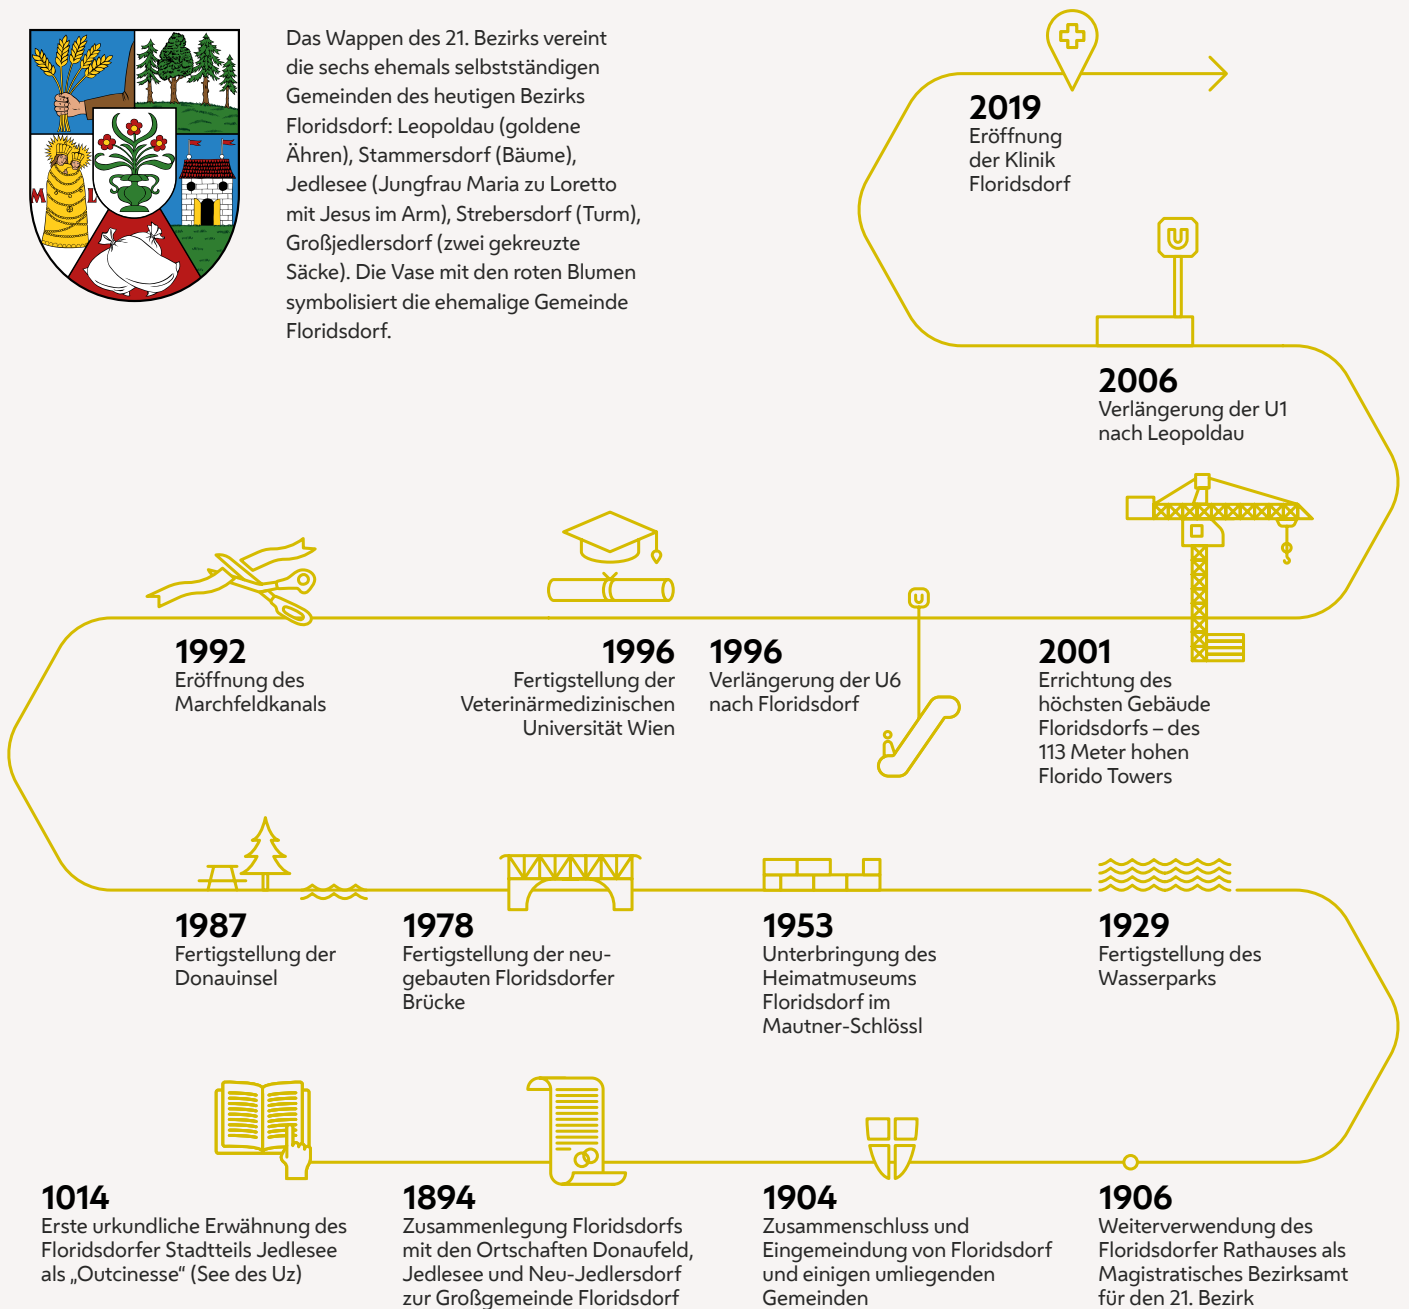 Das Wappen des 21. Bezirks vereint
die sechs ehemals selbstständigen
Gemeinden des heutigen Bezirks
Floridsdorf: Leopoldau (goldene
Ähren), Stammersdorf (Bäume),
Jedlesee (Jungfrau Maria zu Loretto
mit Jesus im Arm), Strebersdorf (Turm),
Großjedlersdorf (zwei gekreuzte
Säcke). Die Vase mit den roten Blumen
symbolisiert die ehemalige Gemeinde
Floridsdorf.
M L
2019
Eröffnung
der Klinik
Floridsdorf
U
2006
Verlängerung der U1
nach Leopoldau
1992
Eröffnung des
Marchfeldkanals
1996
Fertigstellung der
Veterinärmedizinischen
Universität Wien
U
1996
Verlängerung der U6
nach Floridsdorf
2001
Errichtung des
höchsten Gebäude
Floridsdorfs – des
113 Meter hohen
Florido Towers
1987
Fertigstellung der
Donauinsel
1978
Fertigstellung der neu-
gebauten Floridsdorfer
Brücke
1953
Unterbringung des
Heimatmuseums
Floridsdorf im
Mautner-Schlössl
1929
Fertigstellung des
Wasserparks
1014
Erste urkundliche Erwähnung des
Floridsdorfer Stadtteils Jedlesee
als „Outcinesse“ (See des Uz)
1894
Zusammenlegung Floridsdorfs
mit den Ortschaften Donaufeld,
Jedlesee und Neu-Jedlersdorf
zur Großgemeinde Floridsdorf
1904
Zusammenschluss und
Eingemeindung von Floridsdorf
und einigen umliegenden
Gemeinden
1906
Weiterverwendung des
Floridsdorfer Rathauses als
Magistratisches Bezirksamt
für den 21. Bezirk